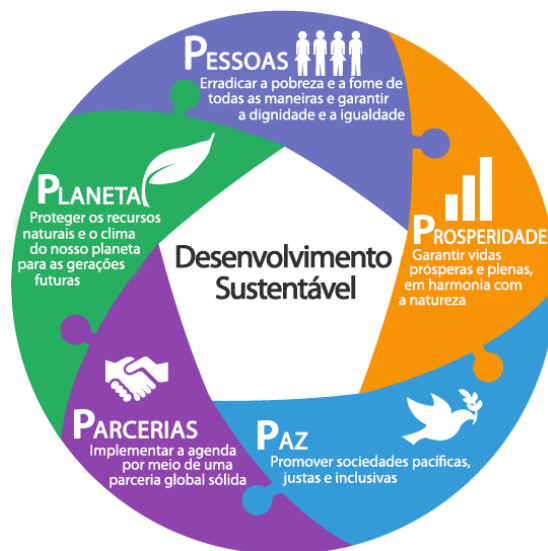 PESSOAS
Erradicar a pobreza e a fome de
todas as maneiras e garantir
a dignidade e a igualdade
PLANETA
Proteger os recursos
naturais e o clima
do nosso planeta
para as gerações
futuras
PROSPERIDADE
Garantir vidas
prósperas e plenas,
em harmonia com
a natureza
Desenvolvimento
Sustentável
PARCERIAS
Implementar a agenda
por meio de uma
parceria global sólida
PAZ
Promover sociedades pacíficas,
justas e inclusivas